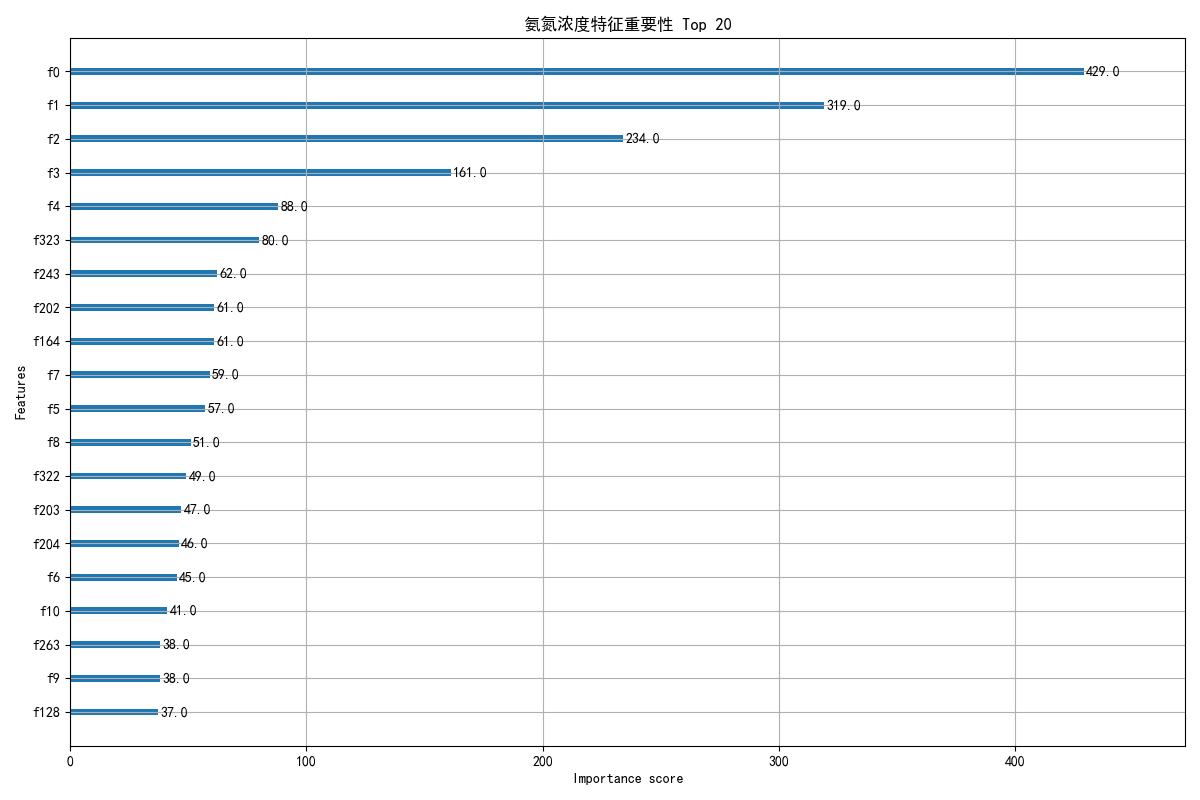 氨氮浓度特征重要性 Top 20
f0 429.0
f1 319.0
f2 234.0
f3 161.0
f4 88.0
f323 80.0
f243 62.0
f202 61.0
f164 61.0
f7 59.0
f5 57.0
f8 51.0
f322 49.0
f203 47.0
f204 46.0
f6 45.0
f10 41.0
f263 38.0
f9 38.0
f128 37.0
Features
0 100 200 300 400
Importance score